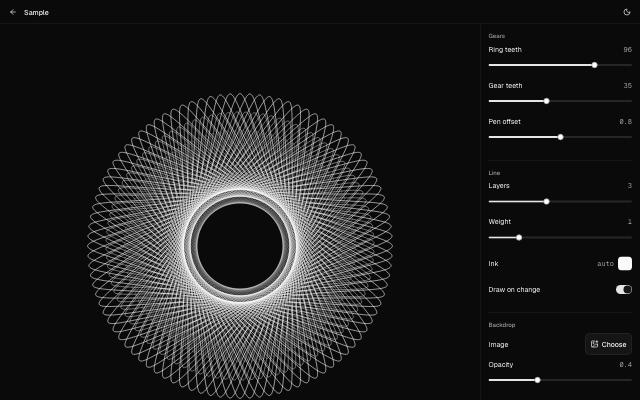 Sample
Gears
Ring teeth 96
Gear teeth 35
Pen offset 0.8
Line
Layers 3
Weight 1
Ink auto
Draw on change
Backdrop
Image Choose
Opacity 0.4